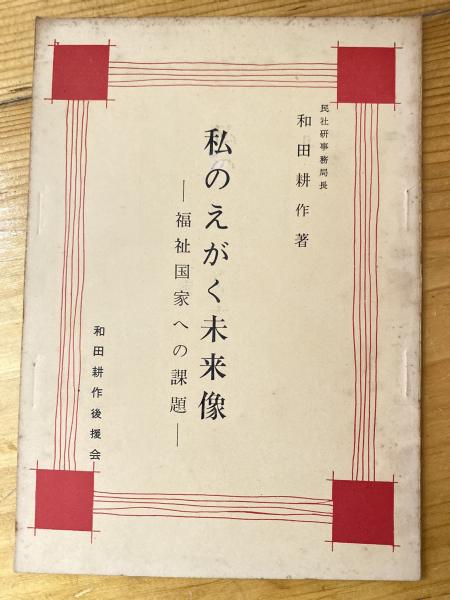 民社研事務局長
和田耕作著
私のえがく未来像
―福祉国家への課題―
和田耕作後援会